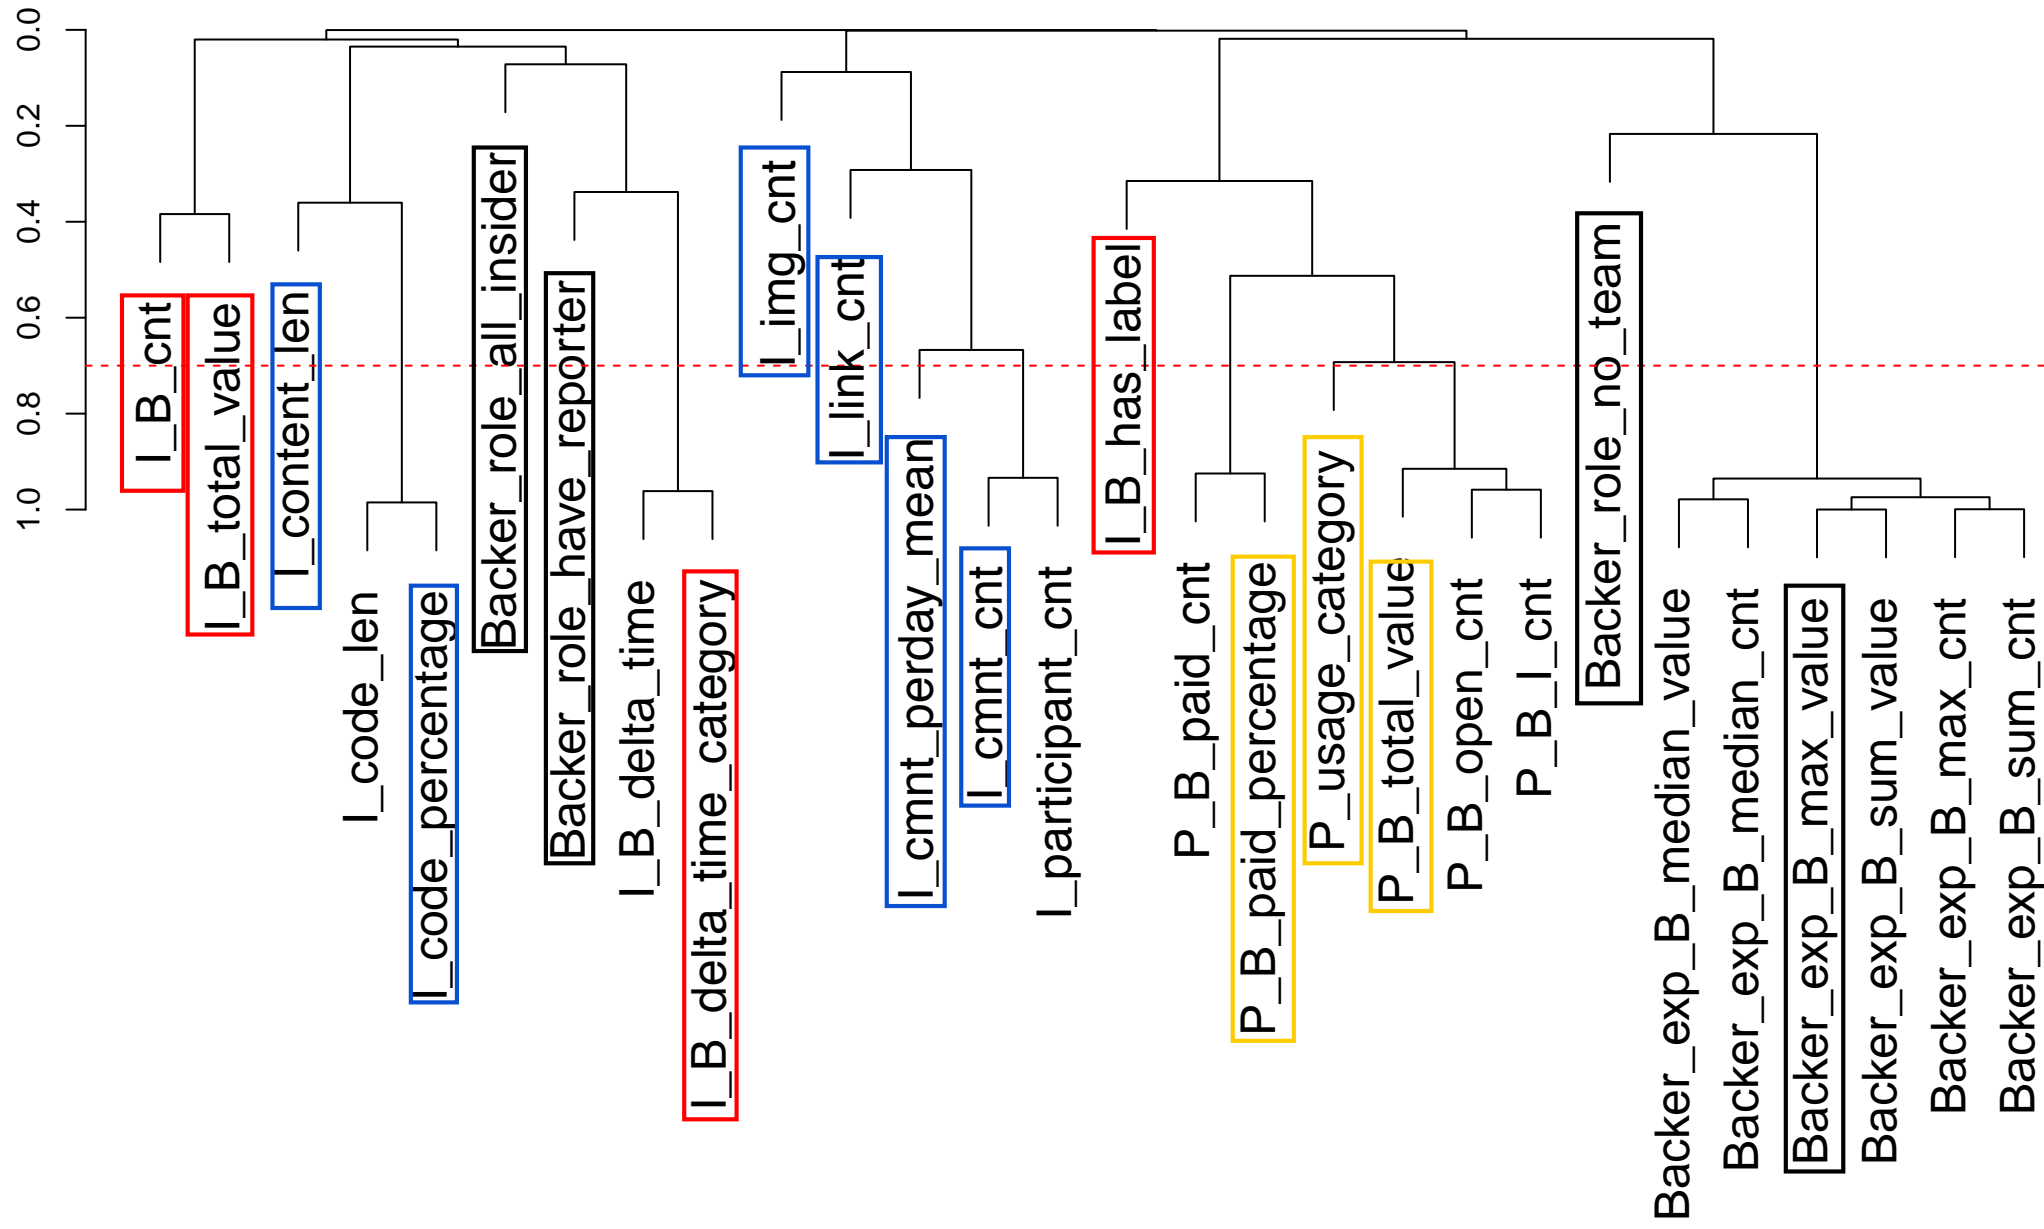 0.0
0.2
0.4
0.6
0.8
1.0
I_B_cnt
I_B_total_value
I_content_len
I_code_len
I_code_percentage
Backer_role_all_insider
Backer_role_have_reporter
I_B_delta_time
I_B_delta_time_category
I_img_cnt
I_link_cnt
I_cmnt_perday_mean
I_cmnt_cnt
I_participant_cnt
I_B_has_label
P_B_paid_cnt
P_B_paid_percentage
P_usage_category
P_B_total_value
P_B_open_cnt
P_B_I_cnt
Backer_role_no_team
Backer_exp_B_median_value
Backer_exp_B_median_cnt
Backer_exp_B_max_value
Backer_exp_B_sum_value
Backer_exp_B_max_cnt
Backer_exp_B_sum_cnt